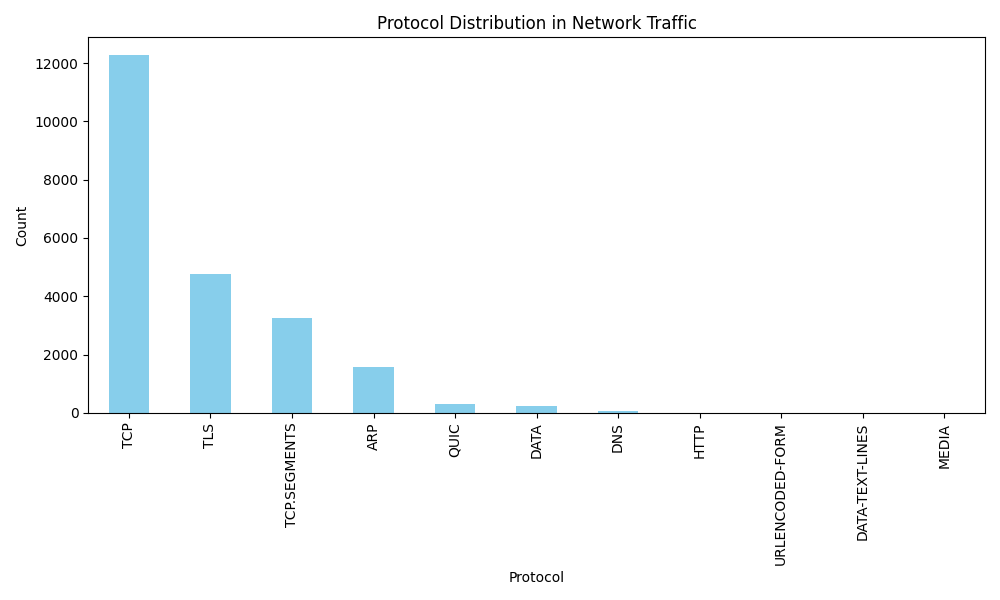 Protocol Distribution in Network Traffic
Count
12000
10000
8000
6000
4000
2000
0
TCP
TLS
TCP.SEGMENTS
ARP
QUIC
DATA
DNS
HTTP
URLENCODED-FORM
DATA-TEXT-LINES
MEDIA
Protocol